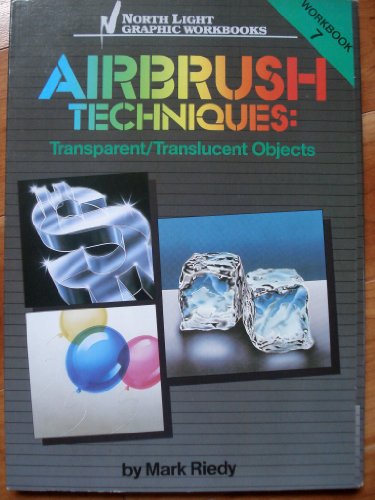 NORTH LIGHT
GRAPHIC WORKBOOKS
WORKBOOK
7
AIRBRUSH
TECHNIQUES:
Transparent/Translucent Objects
by Mark Riedy